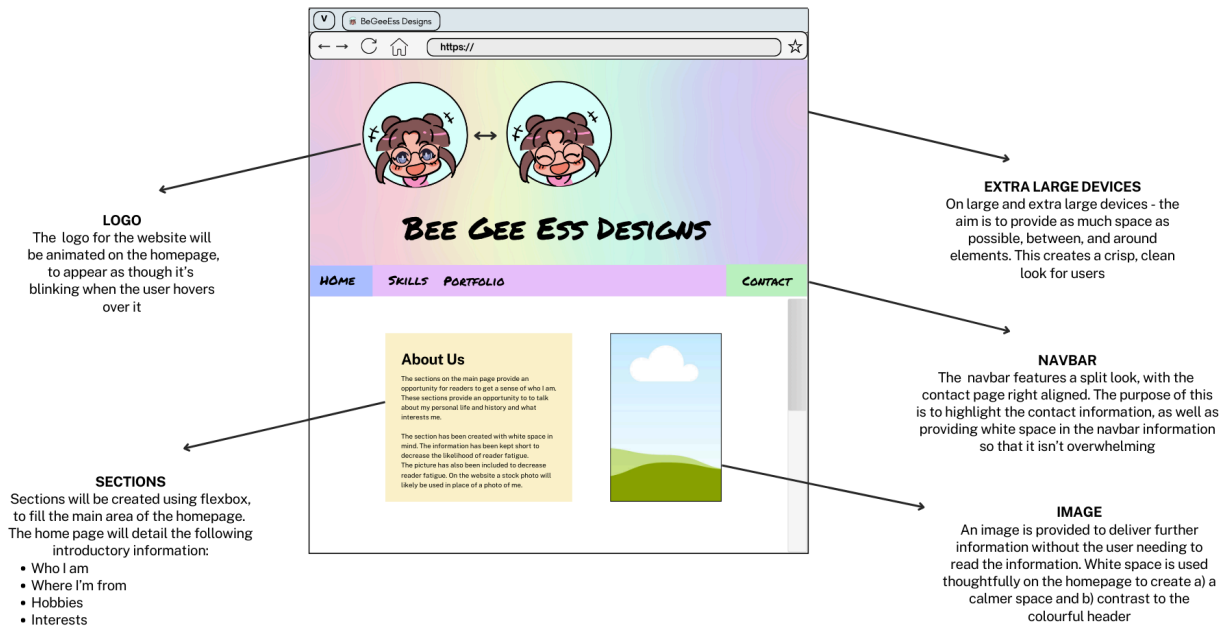 V
BeGeeEss Designs
https://
BEE GEE ESS DESIGNS
HOME
SKILLS
PORTFOLIO
CONTACT
About Us
The sections on the main page provide an
opportunity for readers to get a sense of who I am.
These sections provide an opportunity to to talk
about my personal life and history and what
interests me.
The section has been created with white space in
mind. The information has been kept short to
decrease the likelihood of reader fatigue.
The picture has also been included to decrease
reader fatigue. On the website a stock photo will
likely be used in place of a photo of me.
LOGO
The logo for the website will
be animated on the homepage,
to appear as though it's
blinking when the user hovers
over it
SECTIONS
Sections will be created using flexbox,
to fill the main area of the homepage.
The home page will detail the following
introductory information:
• Who I am
• Where I'm from
• Hobbies
• Interests
EXTRA LARGE DEVICES
On large and extra large devices - the
aim is to provide as much space as
possible, between, and around
elements. This creates a crisp, clean
look for users
NAVBAR
The navbar features a split look, with the
contact page right aligned. The purpose of this
is to highlight the contact information, as well as
providing white space in the navbar information
so that it isn't overwhelming
IMAGE
An image is provided to deliver further
information without the user needing to
read the information. White space is used
thoughtfully on the homepage to create a) a
calmer space and b) contrast to the
colourful header